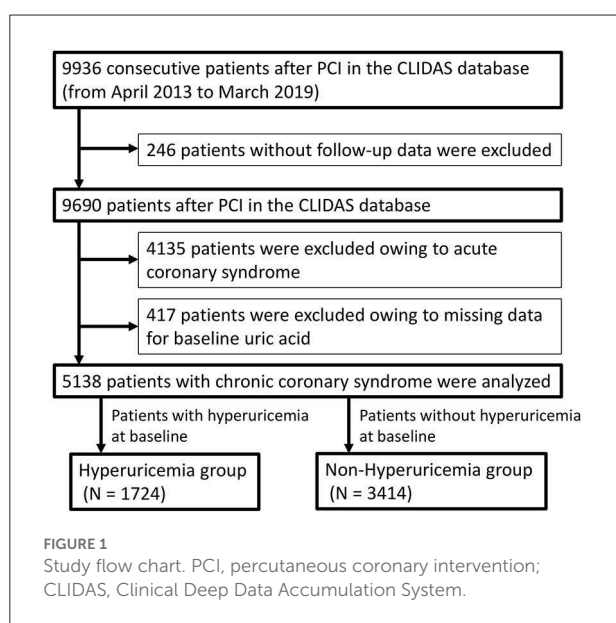 9936 consecutive patients after PCI in the CLIDAS database
(from April 2013 to March 2019)
246 patients without follow-up data were excluded
9690 patients after PCI in the CLIDAS database
4135 patients were excluded owing to acute
coronary syndrome
417 patients were excluded owing to missing data
for baseline uric acid
5138 patients with chronic coronary syndrome were analyzed
Patients with hyperuricemia
at baseline
Patients without hyperuricemia
at baseline
Hyperuricemia group
(N = 1724)
Non-Hyperuricemia group
(N = 3414)
FIGURE 1
Study flow chart. PCI, percutaneous coronary intervention;
CLIDAS, Clinical Deep Data Accumulation System.